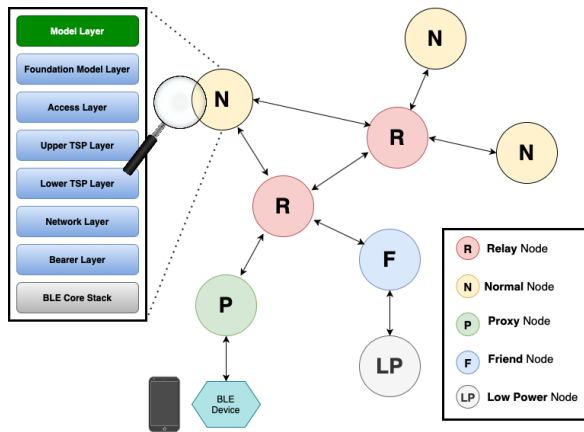 Model Layer
Foundation Model Layer
Access Layer
Upper TSP Layer
Lower TSP Layer
Network Layer
Bearer Layer
BLE Core Stack
N
N
R
N
R
F
P
LP
BLE
Device
R Relay Node
N Normal Node
P Proxy Node
F Friend Node
LP Low Power Node